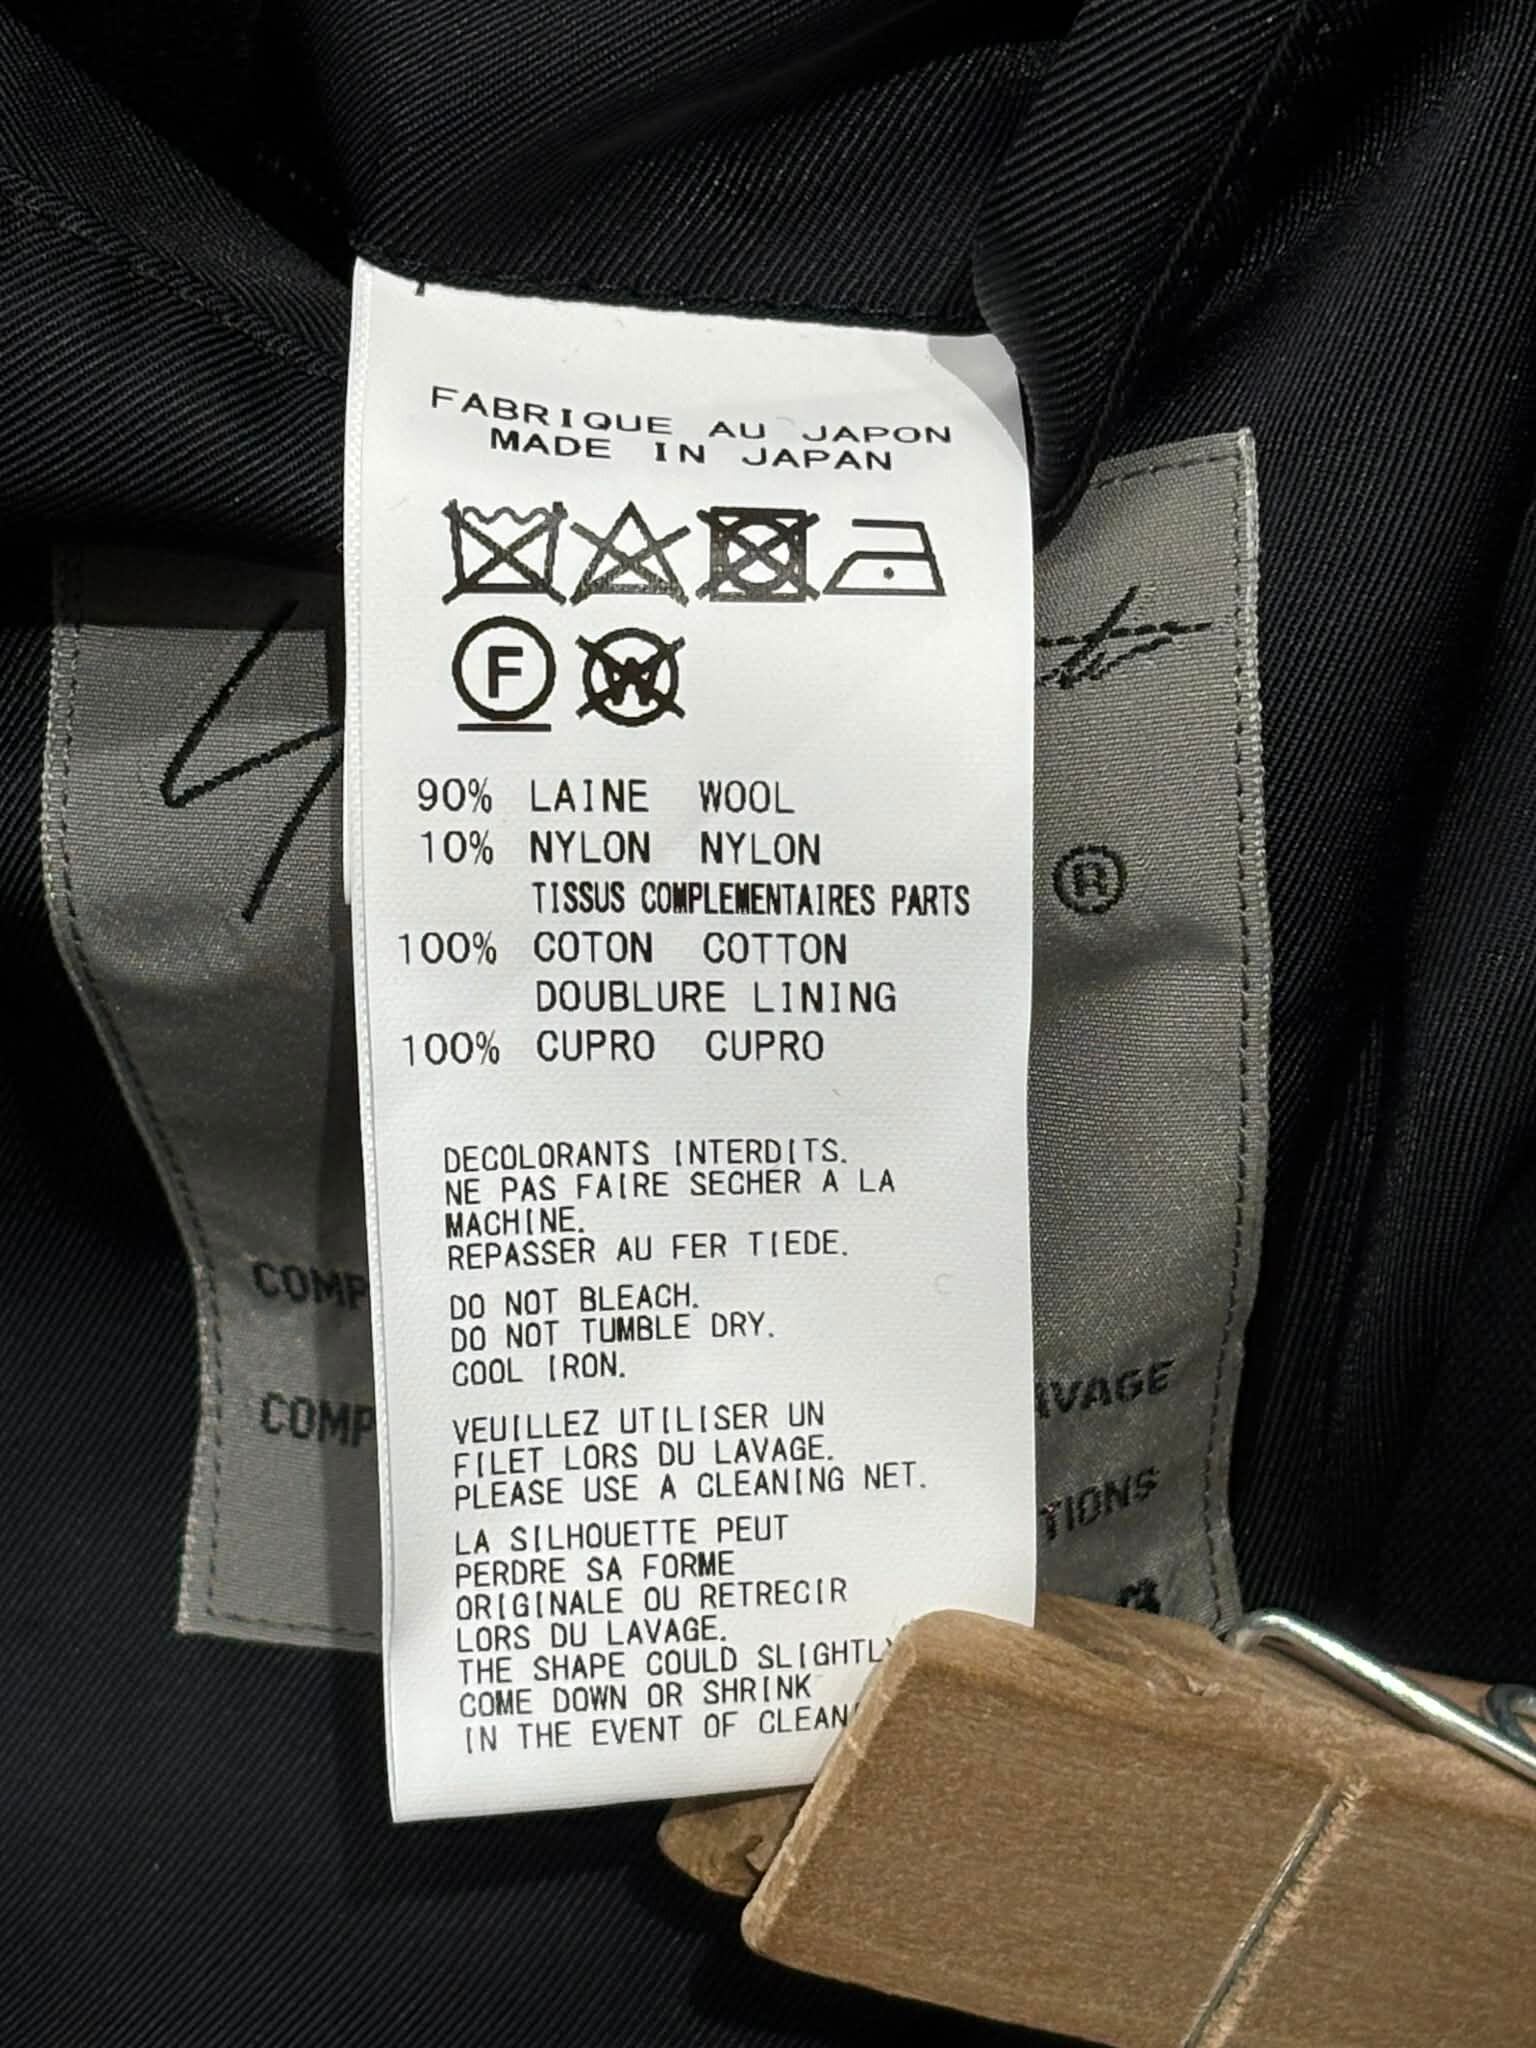 FABRIQUE AU JAPON
MADE IN JAPAN
F W
90% LAINE WOOL
10% NYLON NYLON
TISSUS COMPLEMENTAIRES PARTS
100% COTON COTTON
DOUBLURE LINING
100% CUPRO CUPRO
DECOLORANTS INTERDITS.
NE PAS FAIRE SECHER A LA
MACHINE.
REPASSER AU FER TIEDE.
DO NOT BLEACH.
DO NOT TUMBLE DRY.
COOL IRON.
VEUILLEZ UTILISER UN
FILET LORS DU LAVAGE.
PLEASE USE A CLEANING NET.
LA SILHOUETTE PEUT
PERDRE SA FORME
ORIGINALE OU RETRECIR
LORS DU LAVAGE.
THE SHAPE COULD SLIGHTLY
COME DOWN OR SHRINK
IN THE EVENT OF
®